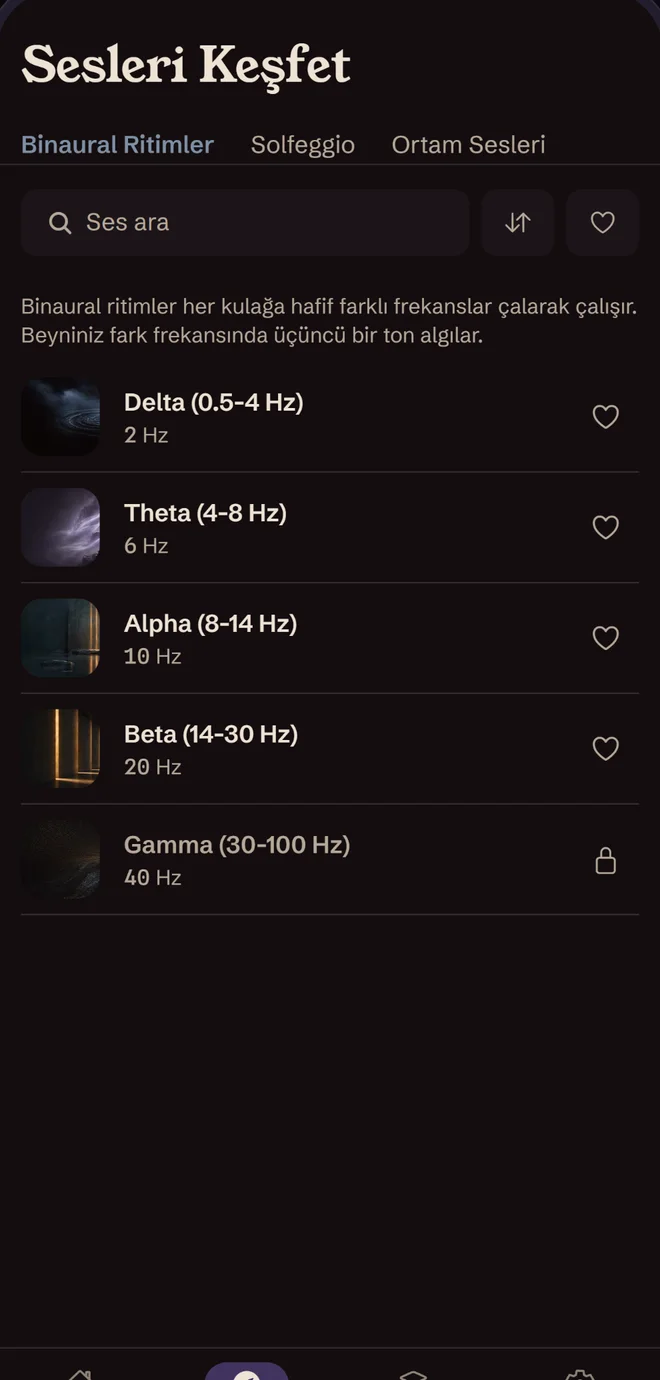 Sesleri Keşfet
Binaural Ritimler Solfeggio Ortam Sesleri
Ses ara
Binaural ritimler her kulağa hafif farklı frekanslar çalarak çalışır.
Beyniniz fark frekansında üçüncü bir ton algılar.
Delta (0.5-4 Hz)
2 Hz
Theta (4-8 Hz)
6 Hz
Alpha (8-14 Hz)
10 Hz
Beta (14-30 Hz)
20 Hz
Gamma (30-100 Hz)
40 Hz